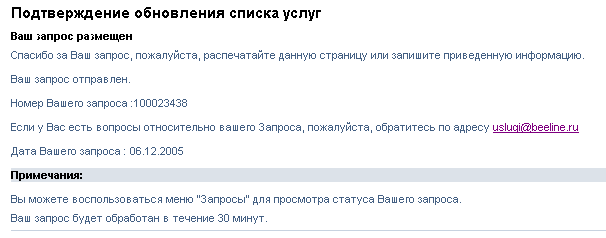 Подтверждение обновления списка услуг
Ваш запрос размещен
Спасибо за Ваш запрос, пожалуйста, распечатайте данную страницу или запишите приведенную информацию.
Ваш запрос отправлен.
Номер Вашего запроса :100023438
Если у Вас есть вопросы относительно вашего Запроса, пожалуйста, обратитесь по адресу uslugi@beeline.ru
Дата Вашего запроса : 06.12.2005
Примечания:
Вы можете воспользоваться меню "Запросы" для просмотра статуса Вашего запроса.
Ваш запрос будет обработан в течение 30 минут.